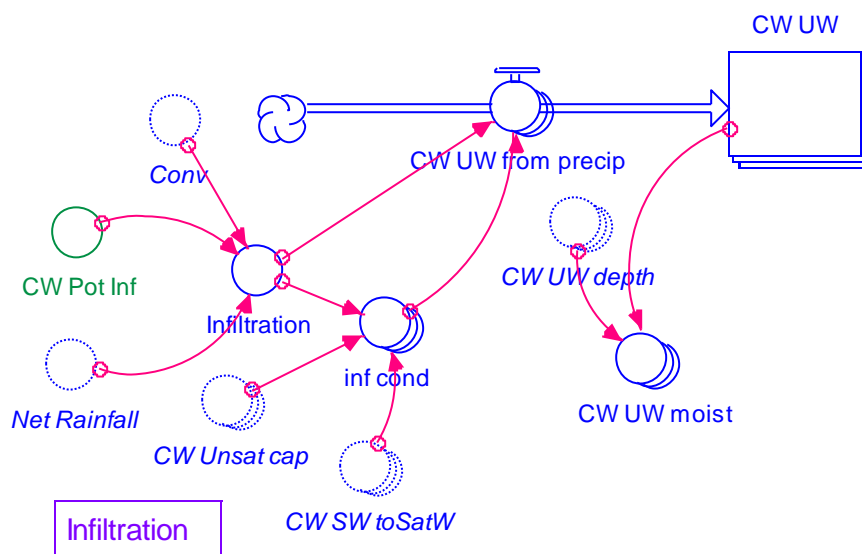 CW UW
Conv
CW UW from precip
CW UW depth
CW Pot Inf
Infiltration
inf cond
Net Rainfall
CW UW moist
CW Unsat cap
CW SW toSatW
Infiltration